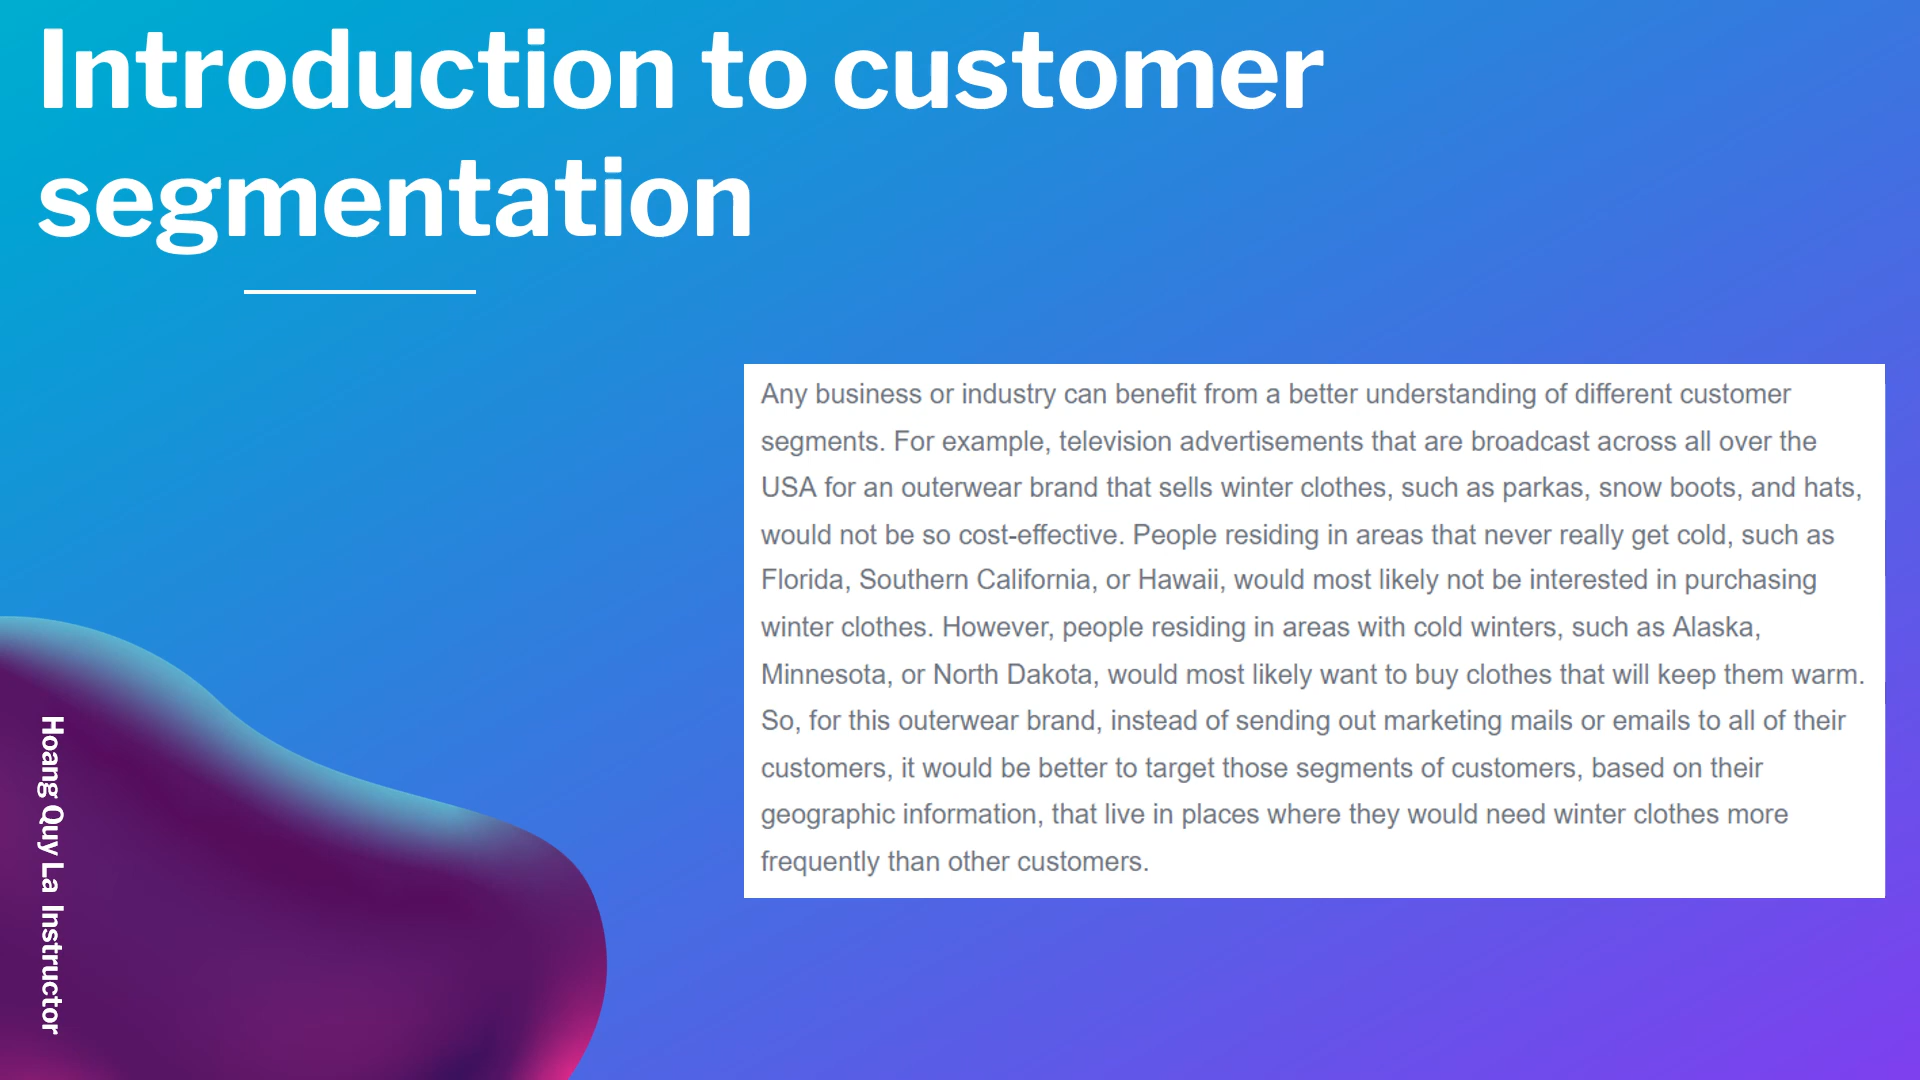 Introduction to customer
segmentation
Any business or industry can benefit from a better understanding of different customer
segments. For example, television advertisements that are broadcast across all over the
USA for an outerwear brand that sells winter clothes, such as parkas, snow boots, and hats,
would not be so cost-effective. People residing in areas that never really get cold, such as
Florida, Southern California, or Hawaii, would most likely not be interested in purchasing
winter clothes. However, people residing in areas with cold winters, such as Alaska,
Minnesota, or North Dakota, would most likely want to buy clothes that will keep them warm.
So, for this outerwear brand, instead of sending out marketing mails or emails to all of their
customers, it would be better to target those segments of customers, based on their
geographic information, that live in places where they would need winter clothes more
frequently than other customers.
Hoang Quy La Instructor